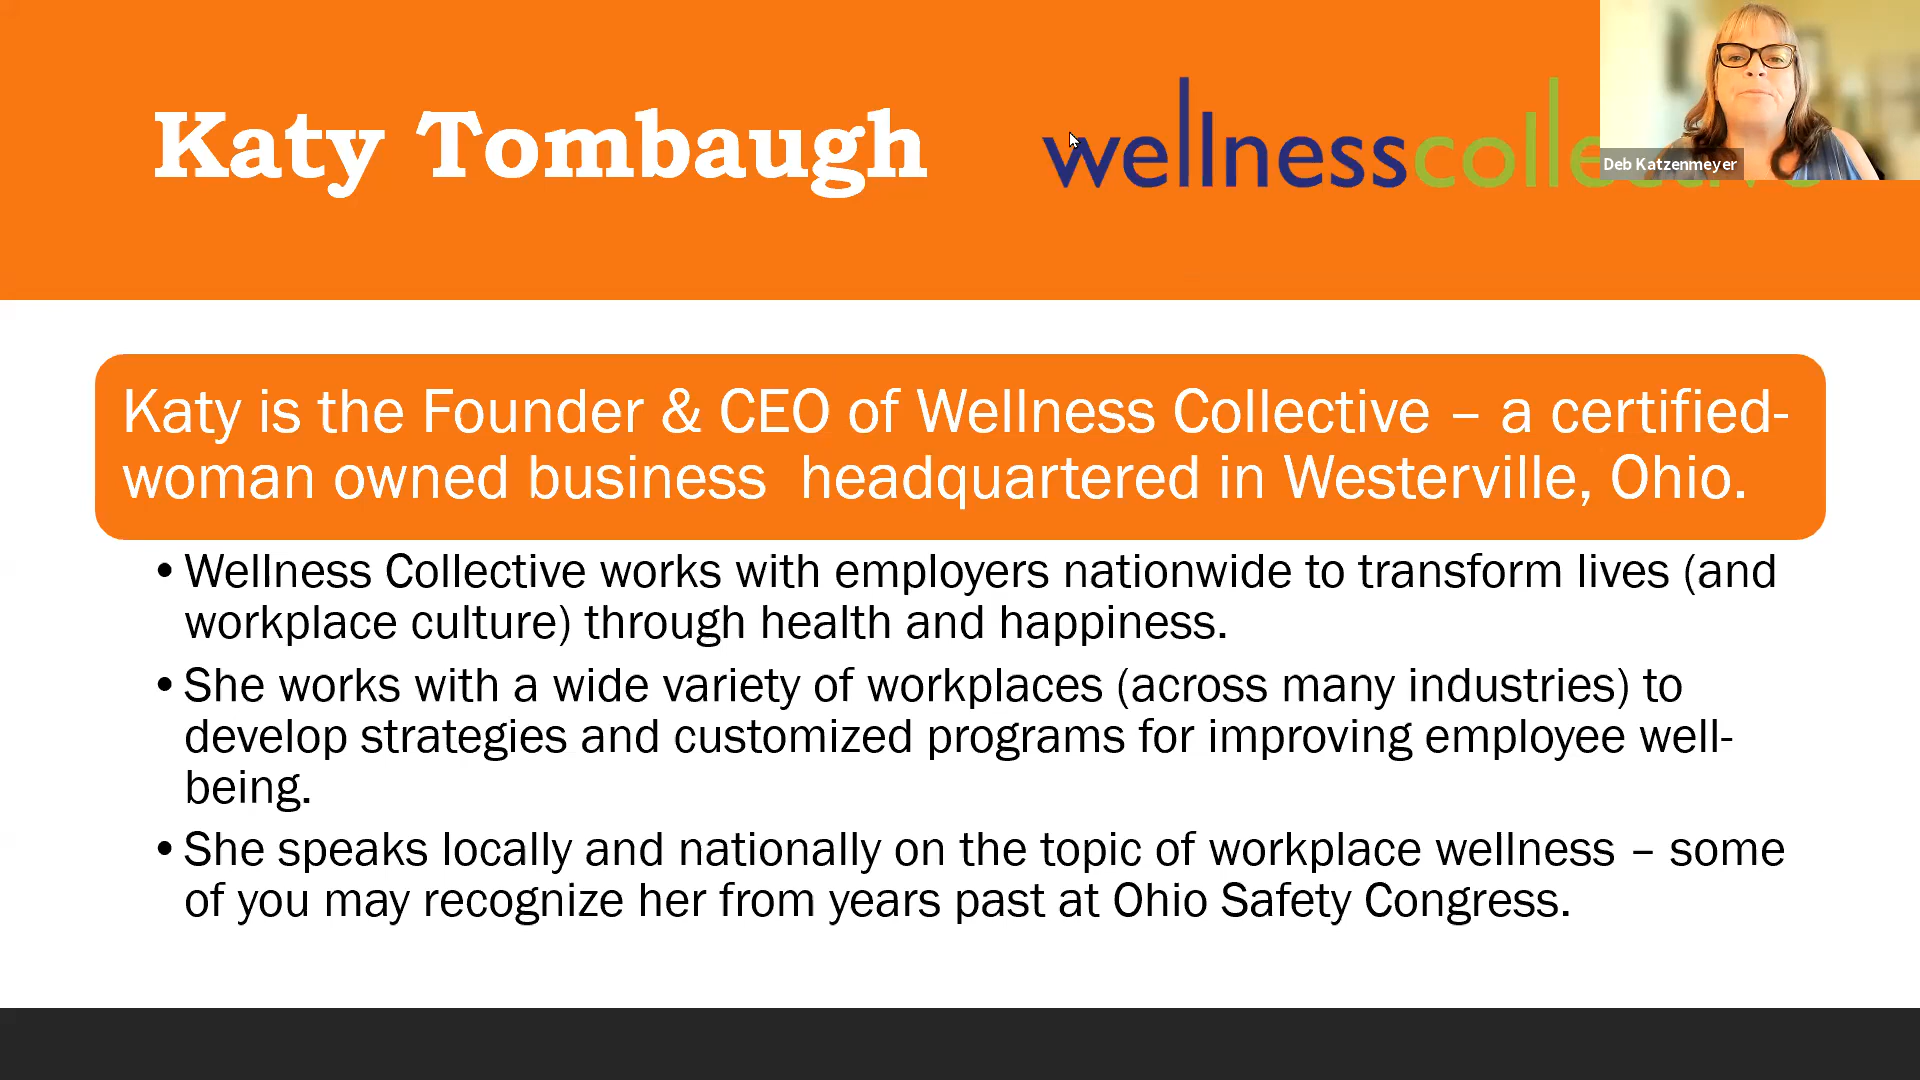 Katy Tombaugh
wellnesscolle
Deb Katzenmeyer
Katy is the Founder & CEO of Wellness Collective – a certified-
woman owned business headquartered in Westerville, Ohio.
• Wellness Collective works with employers nationwide to transform lives (and
workplace culture) through health and happiness.
• She works with a wide variety of workplaces (across many industries) to
develop strategies and customized programs for improving employee well-
being.
• She speaks locally and nationally on the topic of workplace wellness – some
of you may recognize her from years past at Ohio Safety Congress.